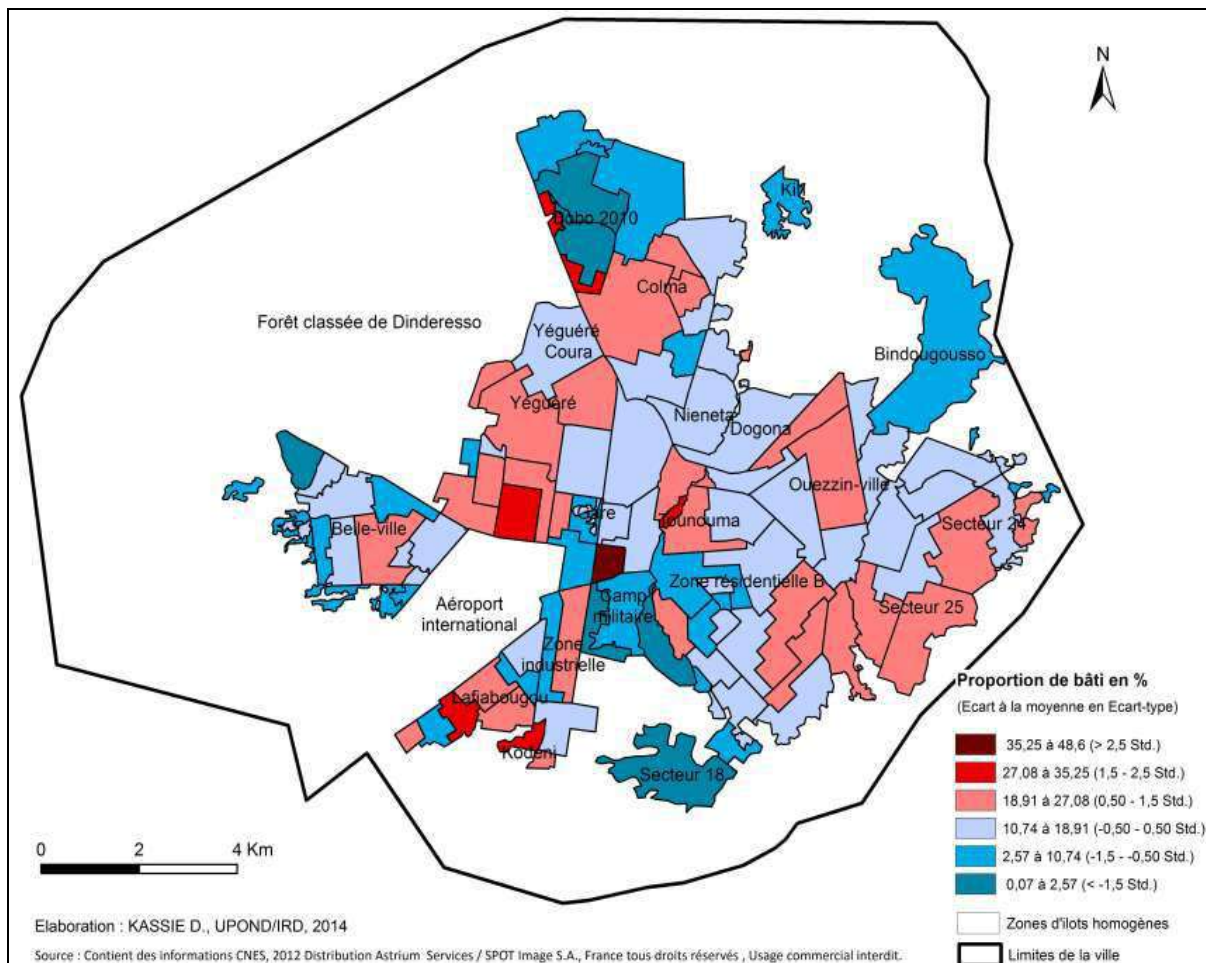 N
Kiri
Bobo 2010
Colma
Forêt classée de Dinderesso
Yéguéré
Coura
Bindougousso
Yéguéré
Nieneta
Dogona
Ouezzin-ville
Gare
Tounouma
Belle-ville
Secteur 24
Zone résidentielle B
Aéroport
international
Camp
militaire
Secteur 25
Zone
industrielle
Lafiabougou
Kodeni
Secteur 18
Proportion de bâti en %
(Ecart à la moyenne en Ecart-type)
35,25 à 48,6 (> 2,5 Std.)
27,08 à 35,25 (1,5 - 2,5 Std.)
18,91 à 27,08 (0,50 - 1,5 Std.)
10,74 à 18,91 (-0,50 - 0,50 Std.)
2,57 à 10,74 (-1,5 - -0,50 Std.)
0,07 à 2,57 (< -1,5 Std.)
Zones d'ilots homogènes
Limites de la ville
0 2 4 Km
Elaboration : KASSIE D., UPOND/IRD, 2014
Source : Contient des informations CNES, 2012 Distribution Astrium Services / SPOT Image S.A., France tous droits réservés , Usage commercial interdit.